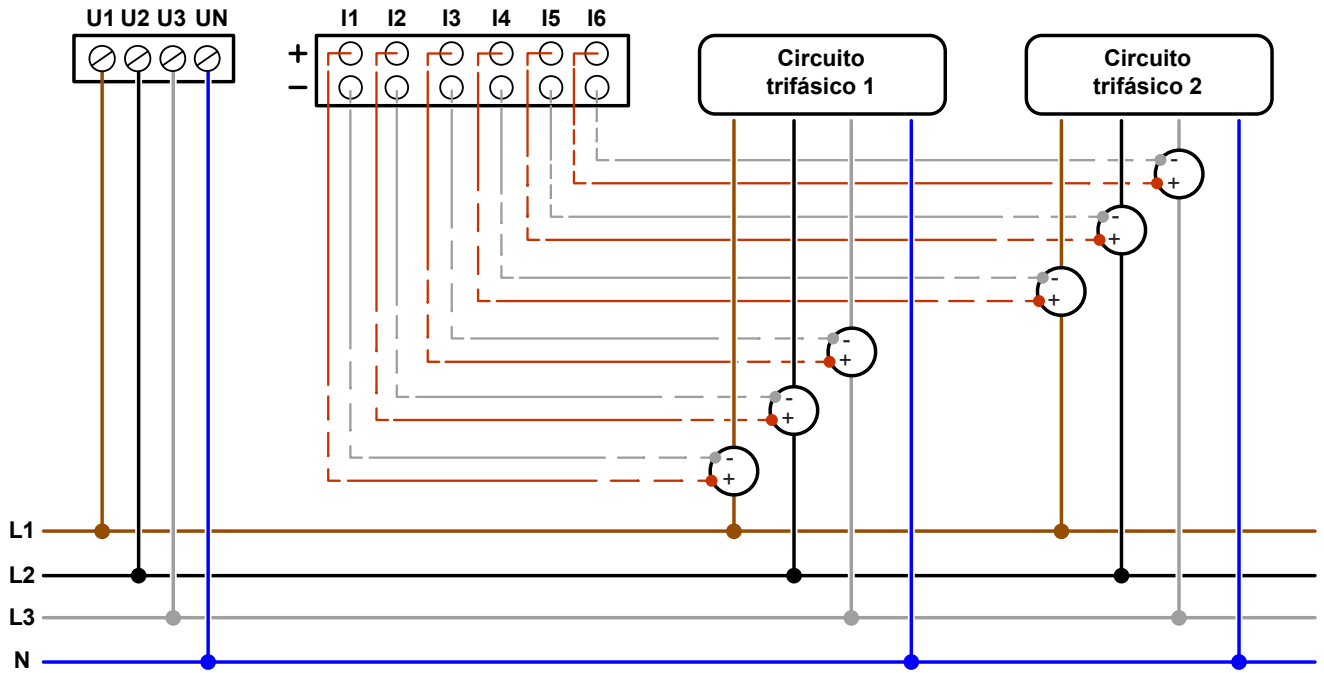 U1 U2 U3 UN I1 I2 I3 I4 I5 I6
+
−
Circuito
trifásico 1
Circuito
trifásico 2
-
+
-
+
-
+
-
+
-
+
-
+
L1
L2
L3
N